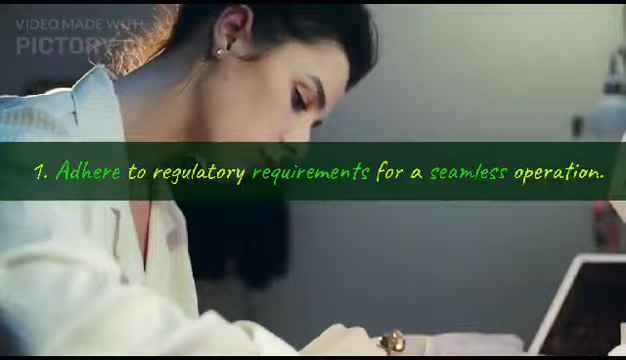 VIDEO MADE WITH
PICTORY
1. Adhere to regulatory requirements for a seamless operation.